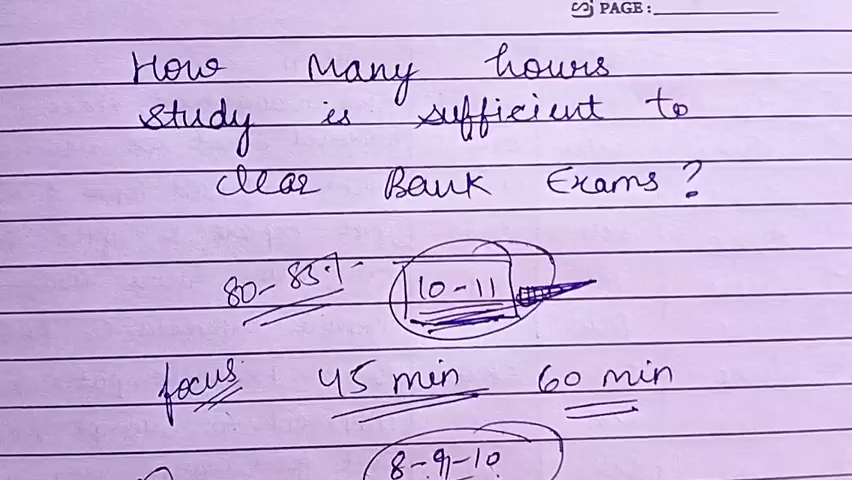 PAGE:
How Many hours
study is sufficient to
clear Bank Exams?
80-85% 10-11
focus 45 min 60 min
8-9-10